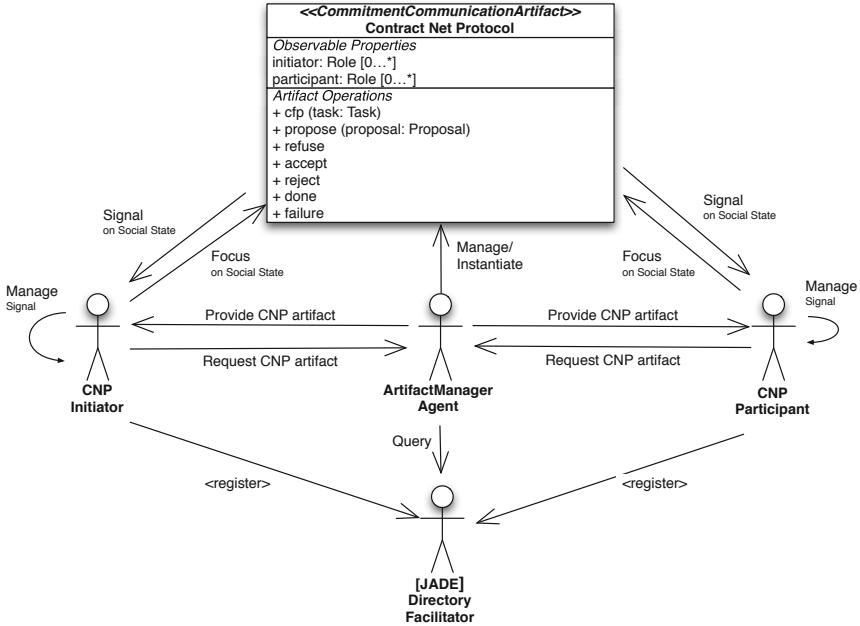 <<CommitmentCommunicationArtifact>>
Contract Net Protocol
Observable Properties
initiator: Role [0...*]
participant: Role [0...*]
Artifact Operations
+ cfp (task: Task)
+ propose (proposal: Proposal)
+ refuse
+ accept
+ reject
+ done
+ failure
Signal
on Social State
Focus
on Social State
Manage/
Instantiate
Signal
on Social State
Focus
on Social State
Manage
Signal
Provide CNP artifact
Request CNP artifact
Provide CNP artifact
Request CNP artifact
Manage
Signal
CNP
Initiator
ArtifactManager
Agent
CNP
Participant
Query
<register>
<register>
[JADE]
Directory
Facilitator